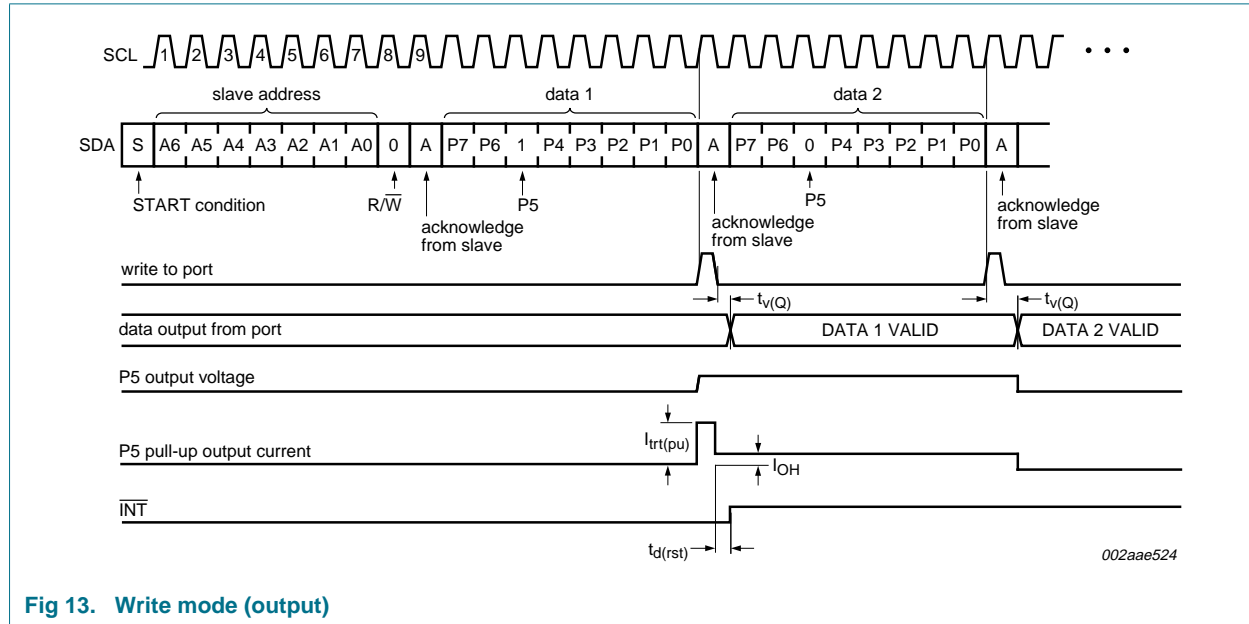 SCL 1 2 3 4 5 6 7 8 9 • • •
slave address data 1 data 2
SDA S A6 A5 A4 A3 A2 A1 A0 0 A P7 P6 1 P4 P3 P2 P1 P0 A P7 P6 0 P4 P3 P2 P1 P0 A
START condition R/W̅ P5 P5
acknowledge from slave
acknowledge from slave
acknowledge from slave
write to port
tv(Q) tv(Q)
data output from port DATA 1 VALID DATA 2 VALID
P5 output voltage
Itrt(pu)
P5 pull-up output current IOH
I̅N̅T̅
td(rst)
002aae524
Fig 13. Write mode (output)